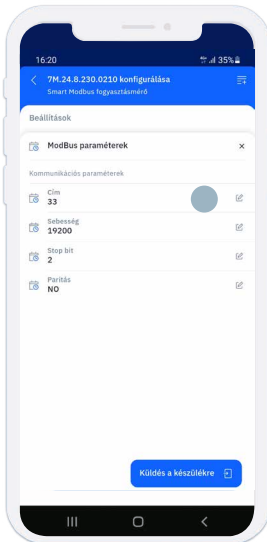 16:20
35%
7M.24.8.230.0210 konfigurálása
Smart Modbus fogyasztásmérő
Beállítások
ModBus paraméterek
Kommunikációs paraméterek
Cím
33
Sebesség
19200
Stop bit
2
Paritás
NO
Küldés a készülékre